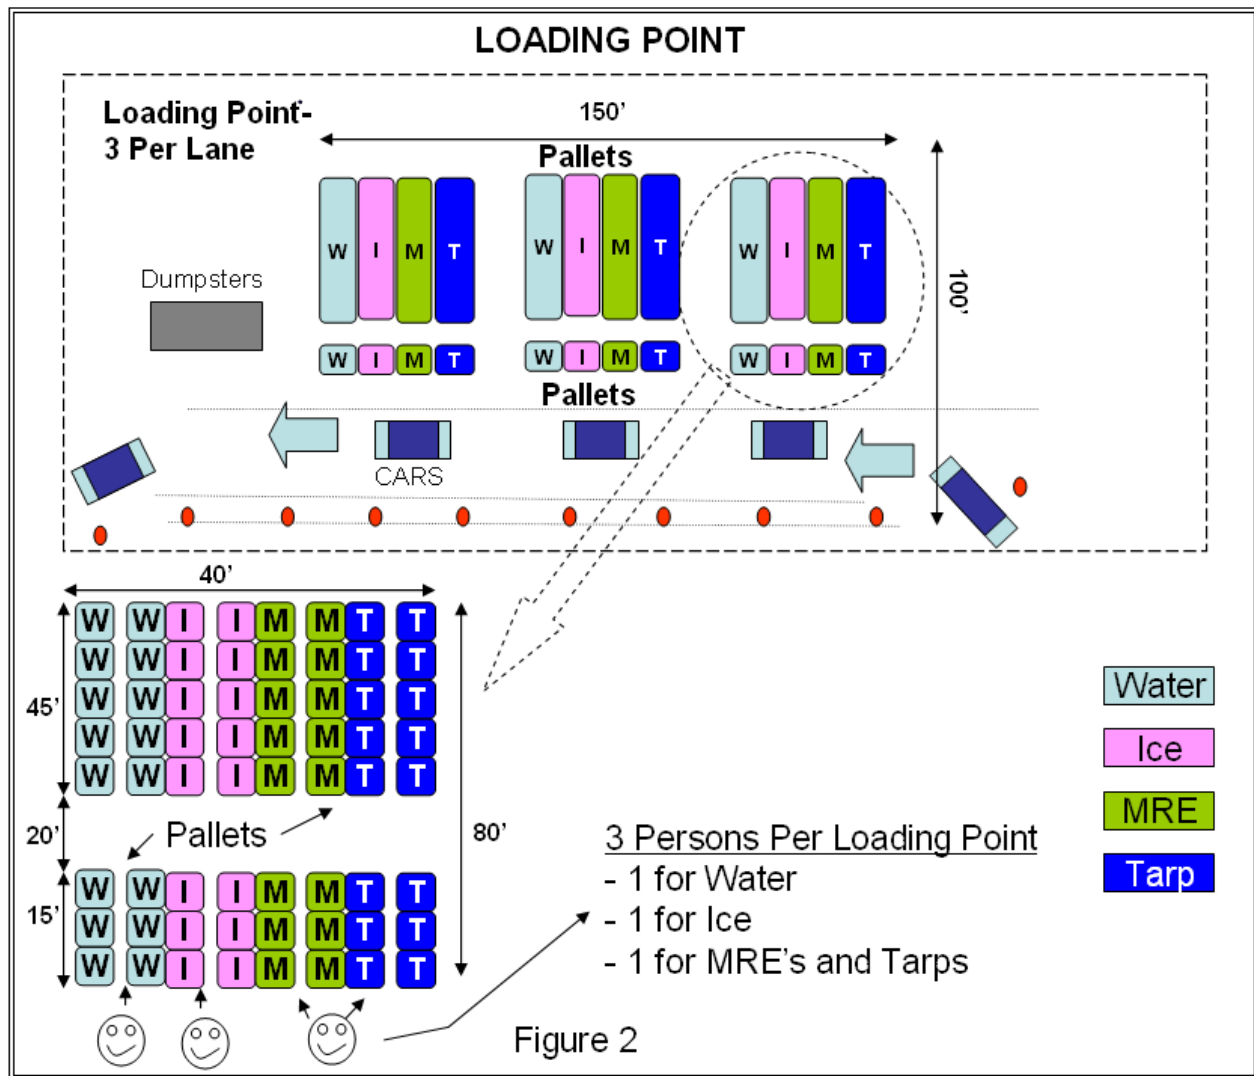 LOADING POINT
Loading Point-
3 Per Lane
150'
Pallets
W I M T W I M T W I M T
100'
Dumpsters
W I M T W I M T W I M T
Pallets
CARS
40'
W W I I M M T T
W W I I M M T T
45'
W W I I M M T T
W W I I M M T T
W W I I M M T T
20'
Pallets
80'
15'
W W I I M M T T
W W I I M M T T
W W I I M M T T
3 Persons Per Loading Point
- 1 for Water
- 1 for Ice
- 1 for MRE's and Tarps
Water
Ice
MRE
Tarp
Figure 2